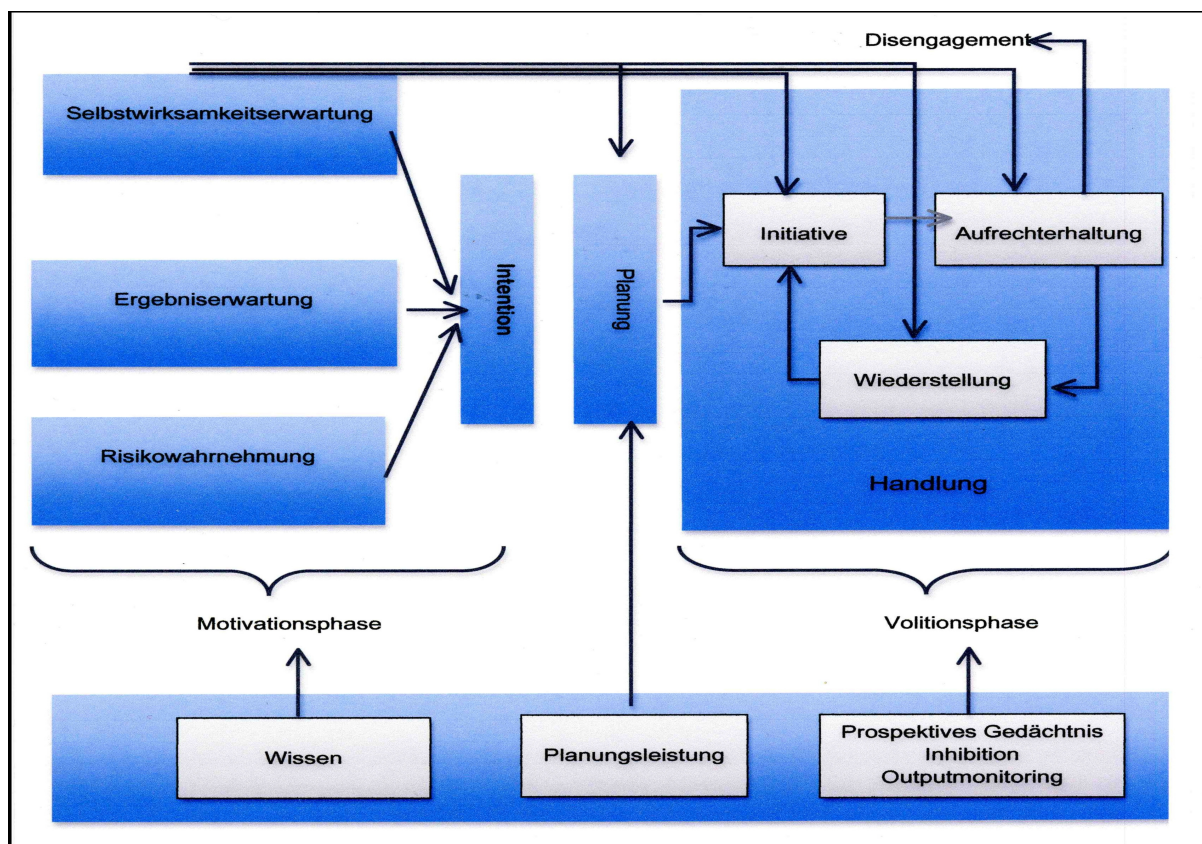 Disengagement
Selbstwirksamkeitserwartung
Initiative
Aufrechterhaltung
Intention
Planung
Ergebniserwartung
Wiederstellung
Risikowahrnehmung
Handlung
Motivationsphase
Volitionsphase
Wissen
Planungsleistung
Prospektives Gedächtnis
Inhibition
Outputmonitoring